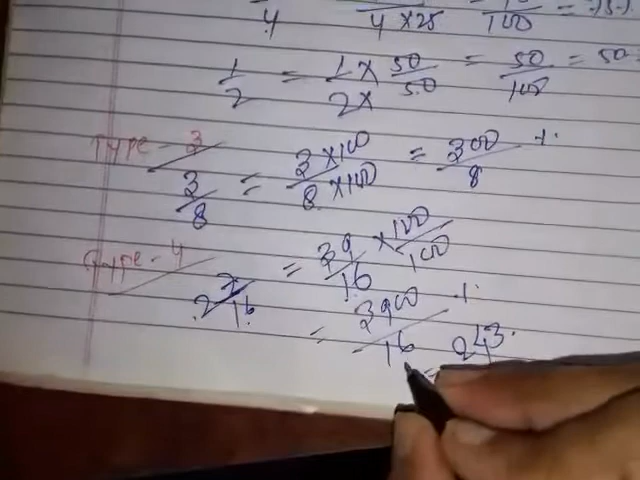 4 4×25 100 = 75%
1/2 = 1×/2× 50/50 = 50/100 = 50
Type - 3
3/8 = 3×100/8×100 = 300/8 %
Type - 4
2 7/16 = 39/16 × 100/100
= 3900/16 %
= 243.